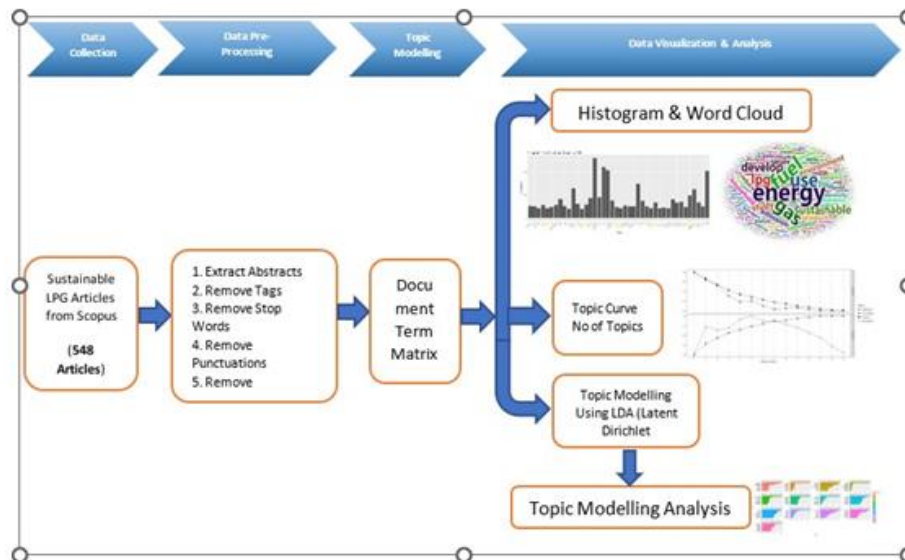 Data
Collection
Data Pre-
Processing
Topic
Modelling
Data Visualization & Analysis
Histogram & Word Cloud
develop
fuel
lpg
use
energy
gas
sustainable
Sustainable
LPG Articles
from Scopus
(548
Articles)
1. Extract Abstracts
2. Remove Tags
3. Remove Stop
Words
4. Remove
Punctuations
5. Remove
Docu
ment
Term
Matrix
Topic Curve
No of Topics
Topic Modelling
Using LDA (Latent
Dirichlet
Topic Modelling Analysis